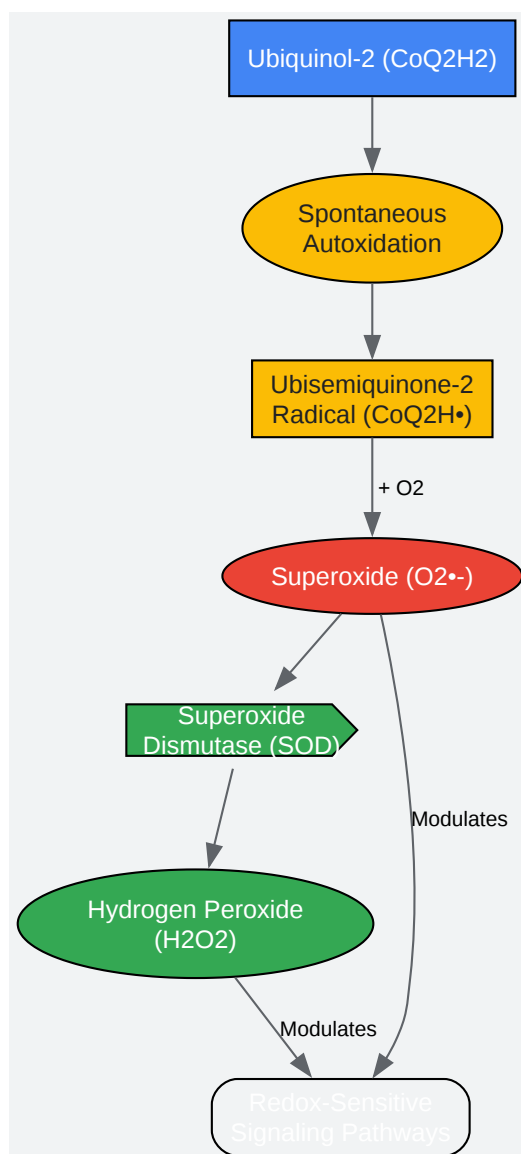 Ubiquinol-2 (CoQ2H2)
Spontaneous
Autoxidation
Ubisemiquinone-2
Radical (CoQ2H•)
+ O2
Superoxide (O2•-)
Superoxide
Dismutase (SOD)
Modulates
Hydrogen Peroxide
(H2O2)
Modulates
Redox-Sensitive
Signaling Pathways